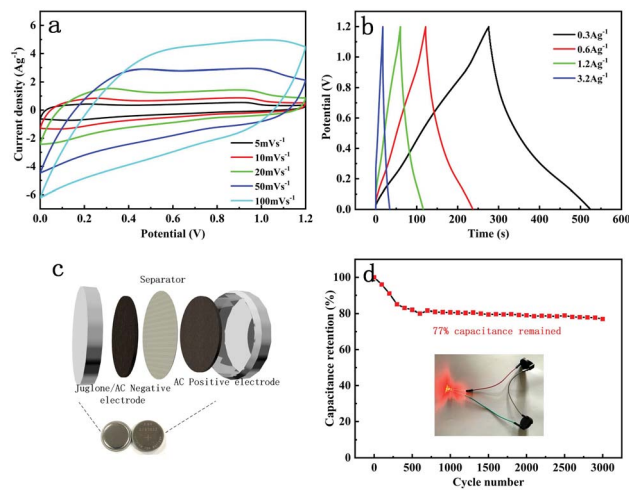 a
Current density (Ag⁻¹)
6
4
2
0
-2
-4
-6
0.0 0.2 0.4 0.6 0.8 1.0 1.2
Potential (V)
5mVs⁻¹
10mVs⁻¹
20mVs⁻¹
50mVs⁻¹
100mVs⁻¹
b
Potential (V)
1.2
1.0
0.8
0.6
0.4
0.2
0.0
0 100 200 300 400 500 600
Time (s)
0.3Ag⁻¹
0.6Ag⁻¹
1.2Ag⁻¹
3.2Ag⁻¹
c
Separator
Juglone/AC Negative
electrode
AC Positive electrode
d
Capacitance retention (%)
100
80
60
40
20
0
77% capacitance remained
0 500 1000 1500 2000 2500 3000
Cycle number